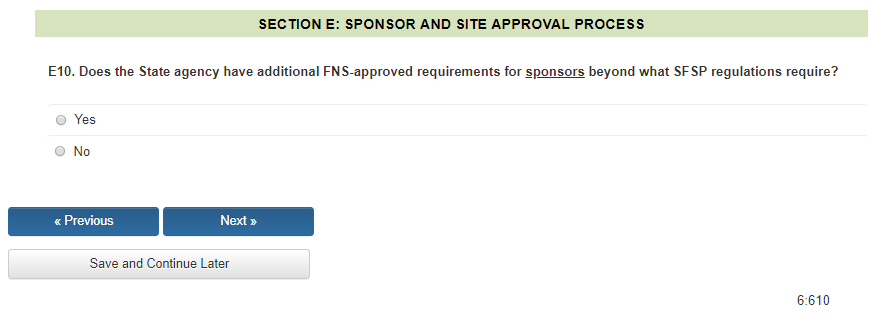 SECTION E: SPONSOR AND SITE APPROVAL PROCESS
E10. Does the State agency have additional FNS-approved requirements for sponsors beyond what SFSP regulations require?
Yes
No
« Previous
Next »
Save and Continue Later
6:610